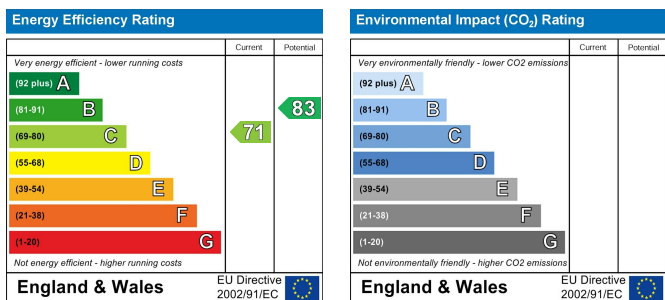 Energy Efficiency Rating
Current Potential
Very energy efficient - lower running costs
(92 plus) A
(81-91) B
83
(69-80) C
71
(55-68) D
(39-54) E
(21-38) F
(1-20) G
Not energy efficient - higher running costs
England & Wales
EU Directive
2002/91/EC
Environmental Impact (CO₂) Rating
Current Potential
Very environmentally friendly - lower CO2 emissions
(92 plus) A
(81-91) B
(69-80) C
(55-68) D
(39-54) E
(21-38) F
(1-20) G
Not environmentally friendly - higher CO2 emissions
England & Wales
EU Directive
2002/91/EC